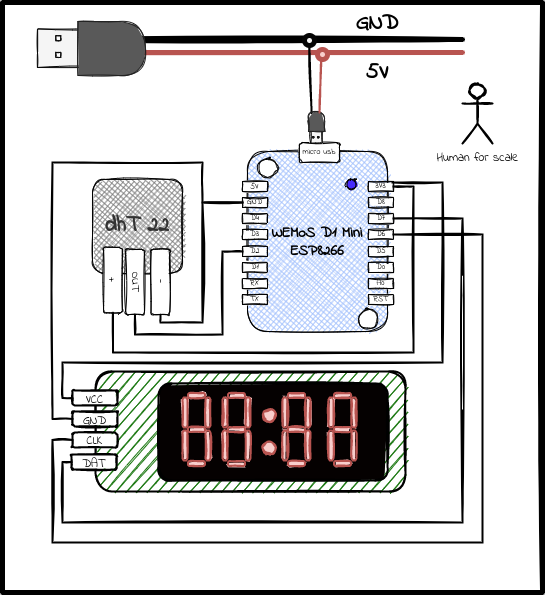 GND
5V
Human for scale
micro usb
5V
GND
D4
D3
D2
D1
RX
TX
WEMOS D1 Mini
ESP8266
3V3
D8
D7
D6
D5
D0
A0
RST
dhT 22
+
OUT
-
VCC
GND
CLK
DAT
88:88